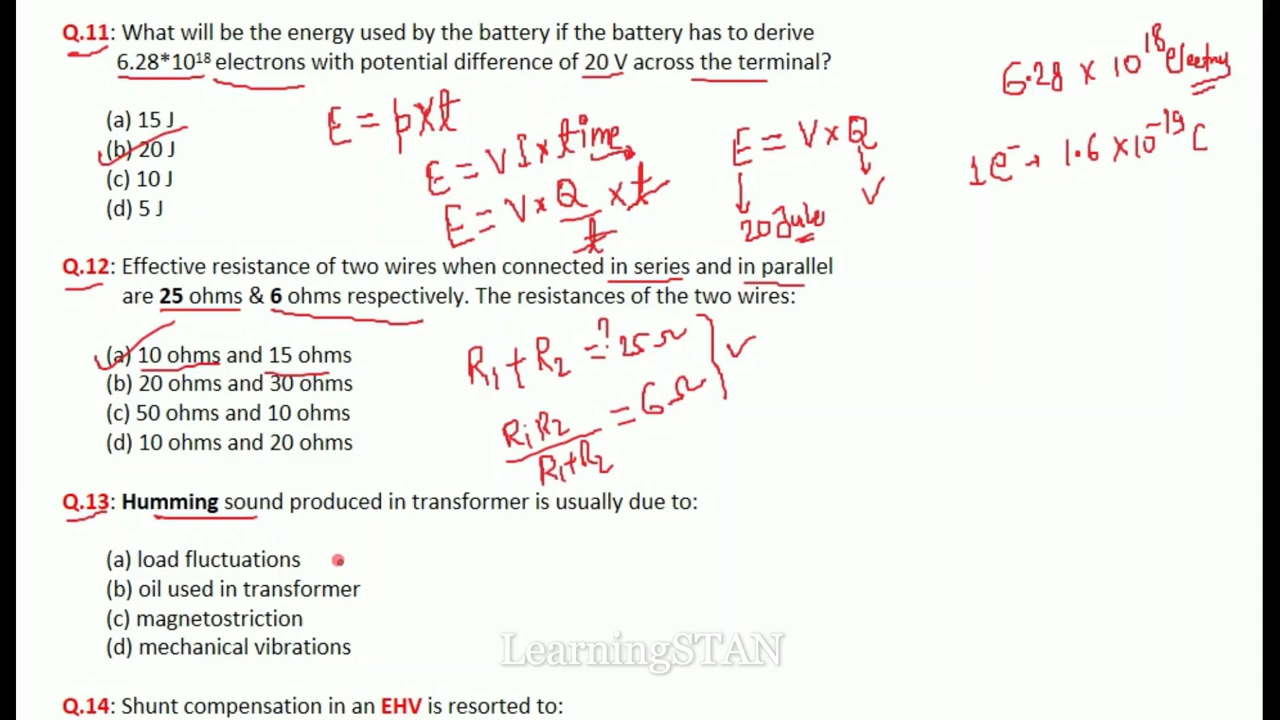 Q.11: What will be the energy used by the battery if the battery has to derive
6.28*10¹⁸ electrons with potential difference of 20 V across the terminal?
(a) 15 J
(b) 20 J
(c) 10 J
(d) 5 J
E = p x t
E = V I x time
E = V x Q/t x t
E = V x Q
V
20 Jule
6.28 x 10¹⁸
1 e⁻ → 1.6 x 10⁻¹⁹ C
Q.12: Effective resistance of two wires when connected in series and in parallel
are 25 ohms & 6 ohms respectively. The resistances of the two wires:
(a) 10 ohms and 15 ohms
(b) 20 ohms and 30 ohms
(c) 50 ohms and 10 ohms
(d) 10 ohms and 20 ohms
R₁ + R₂ = ? 25 Ω
R₁R₂/R₁+R₂ = 6 Ω
Q.13: Humming sound produced in transformer is usually due to:
(a) load fluctuations
(b) oil used in transformer
(c) magnetostriction
(d) mechanical vibrations
LearningSTAN
Q.14: Shunt compensation in an EHV is resorted to: